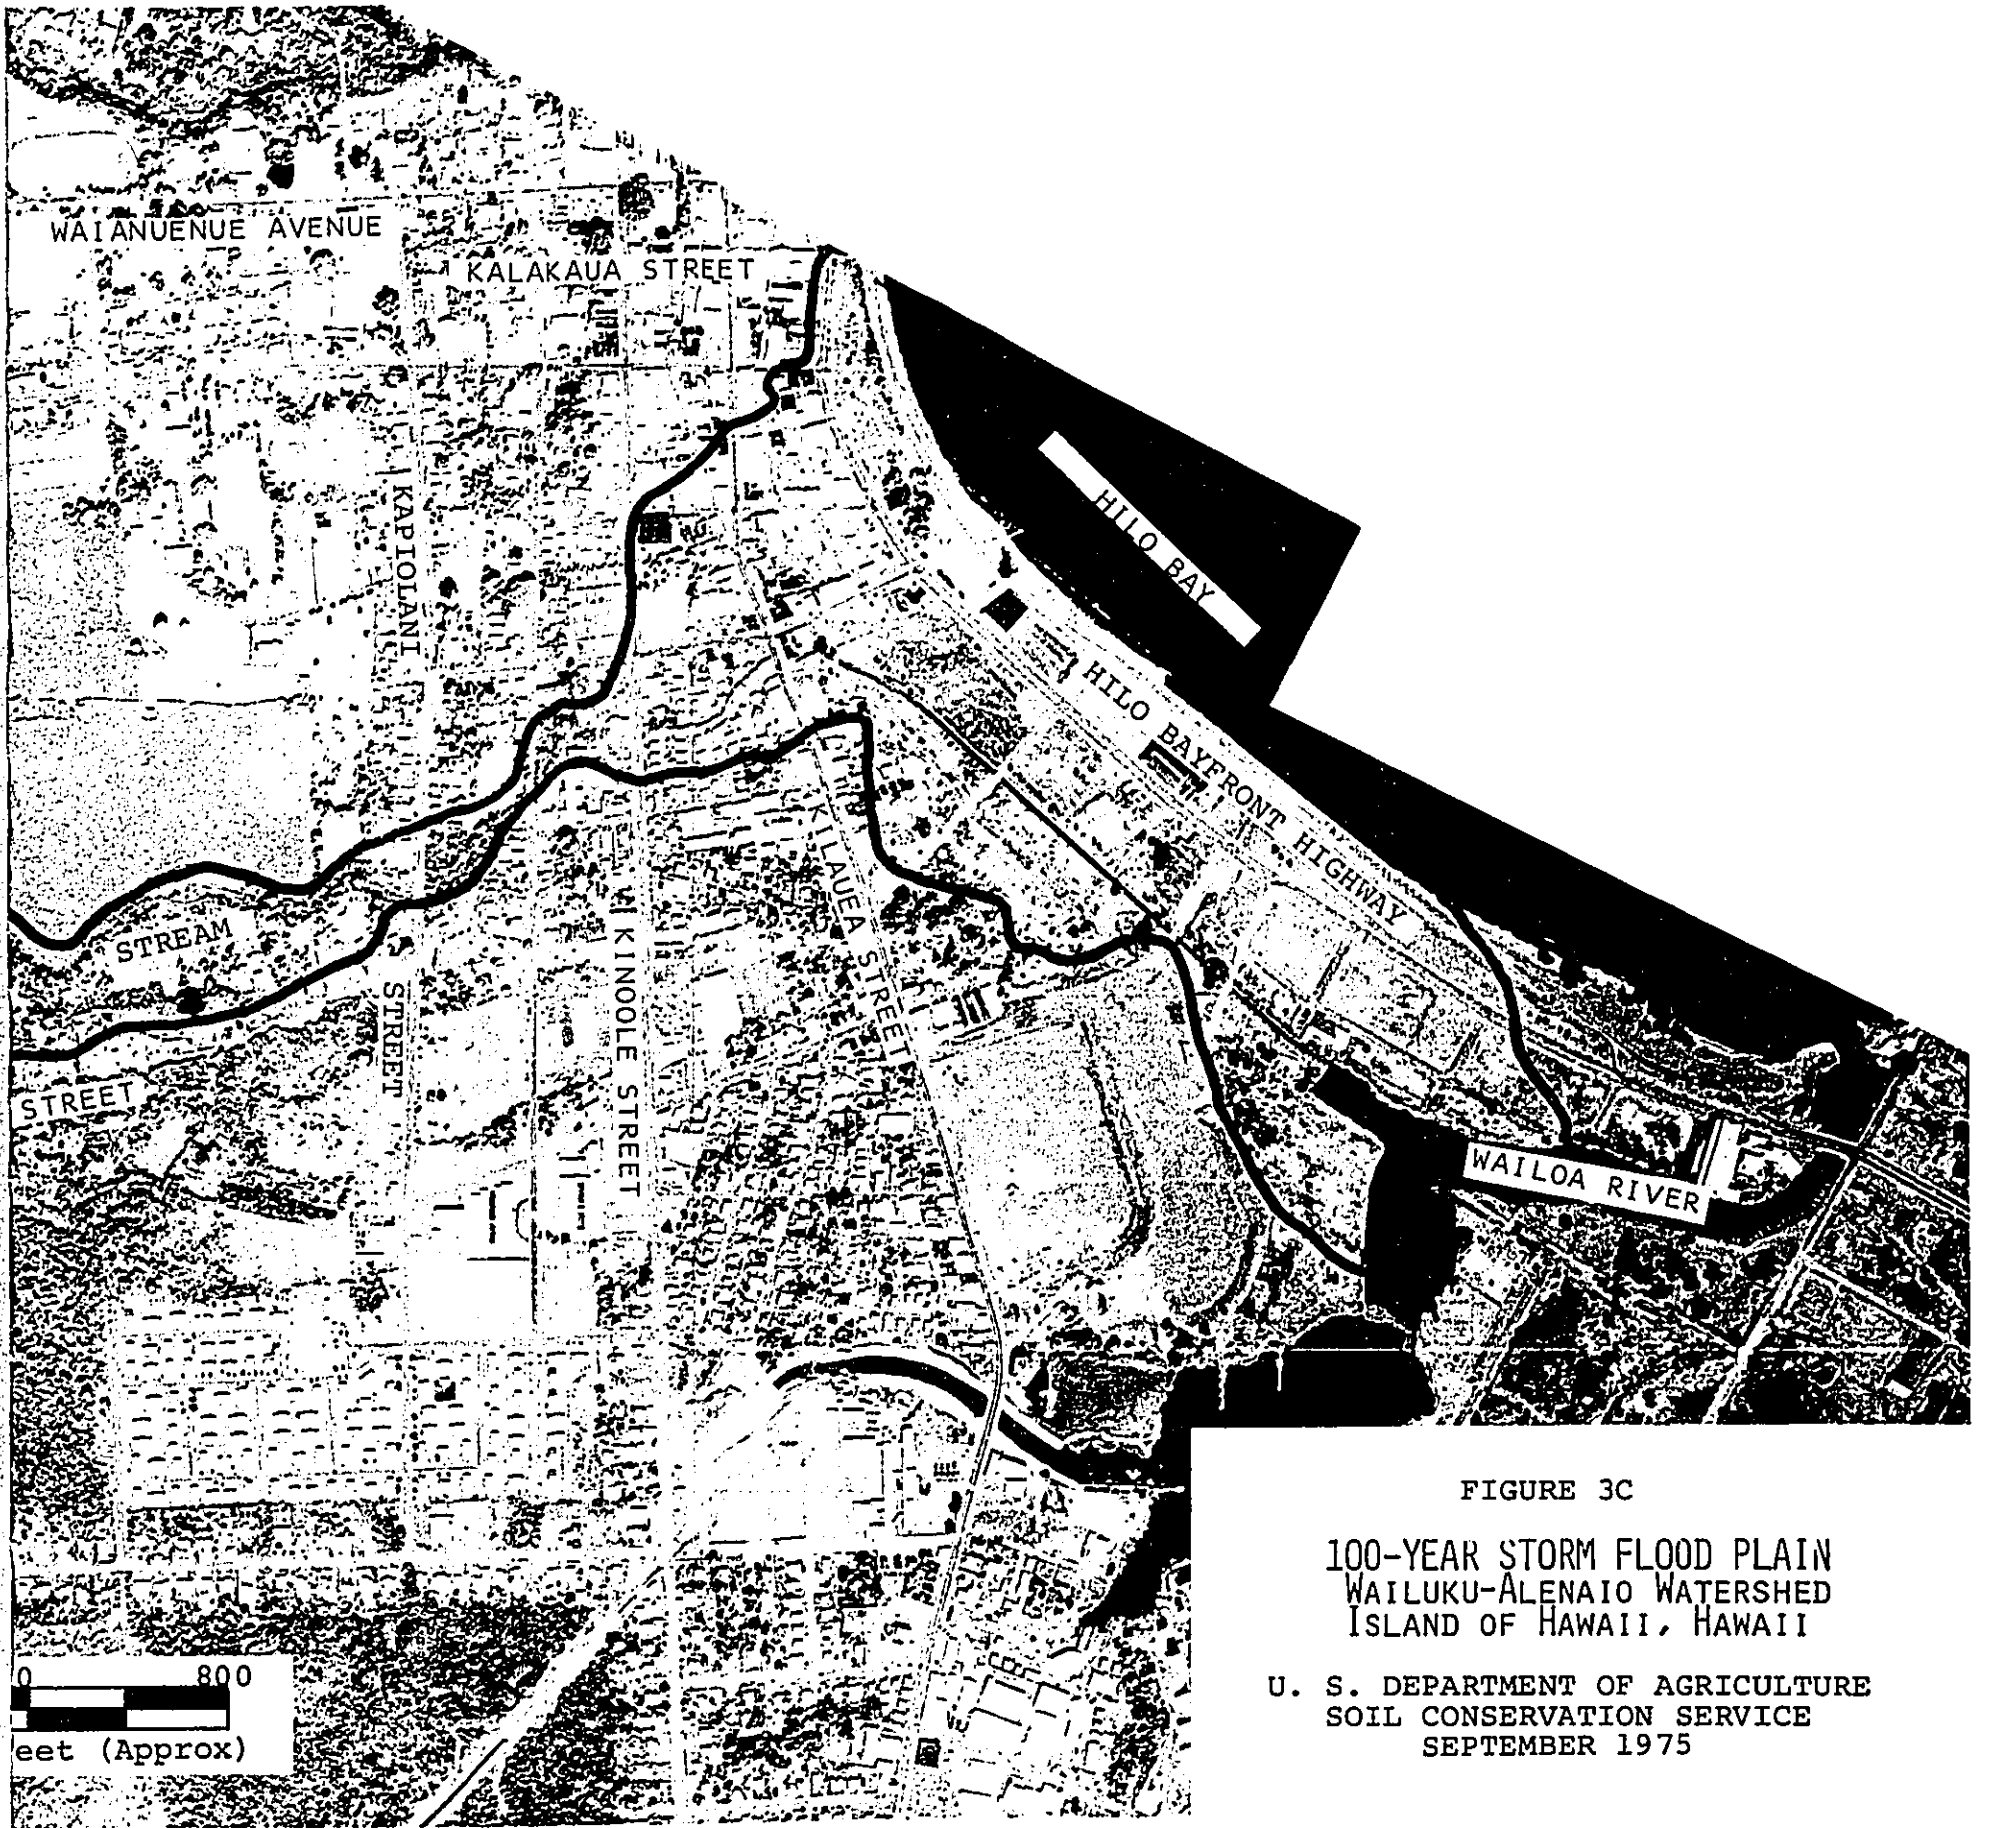 WAIANUENUE AVENUE
KALAKAUA STREET
KAPIOLANI
STREET
HILO BAY
HILO BAYFRONT HIGHWAY
KILAUEA STREET
KINOOLE STREET
STREAM
STREET
WAILOA RIVER
0 800
eet (Approx)
FIGURE 3C
100-YEAR STORM FLOOD PLAIN
WAILUKU-ALENAIO WATERSHED
ISLAND OF HAWAII, HAWAII
U. S. DEPARTMENT OF AGRICULTURE
SOIL CONSERVATION SERVICE
SEPTEMBER 1975